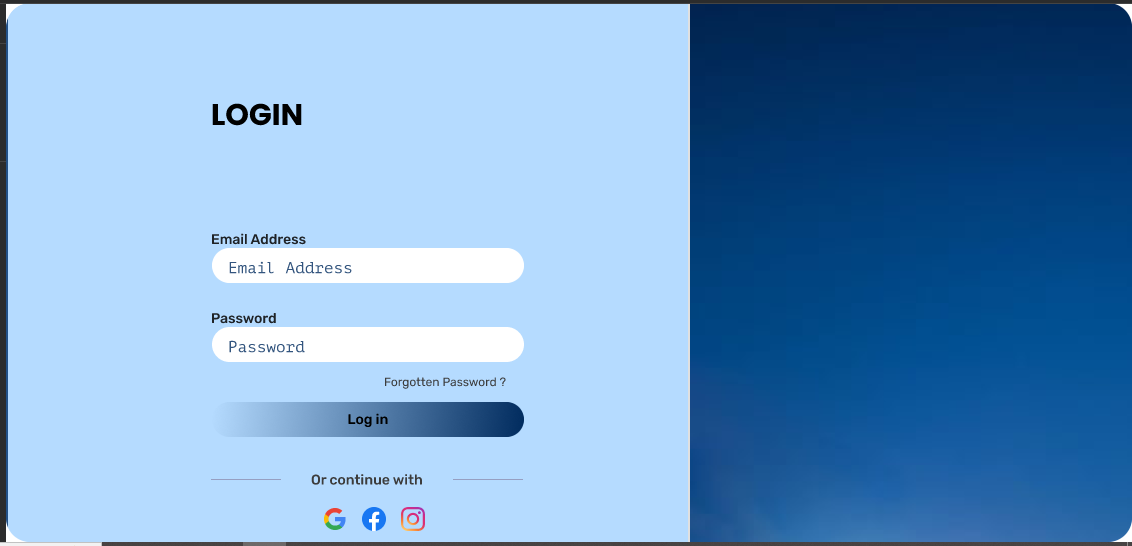 LOGIN
Email Address
Email Address
Password
Password
Forgotten Password ?
Log in
Or continue with